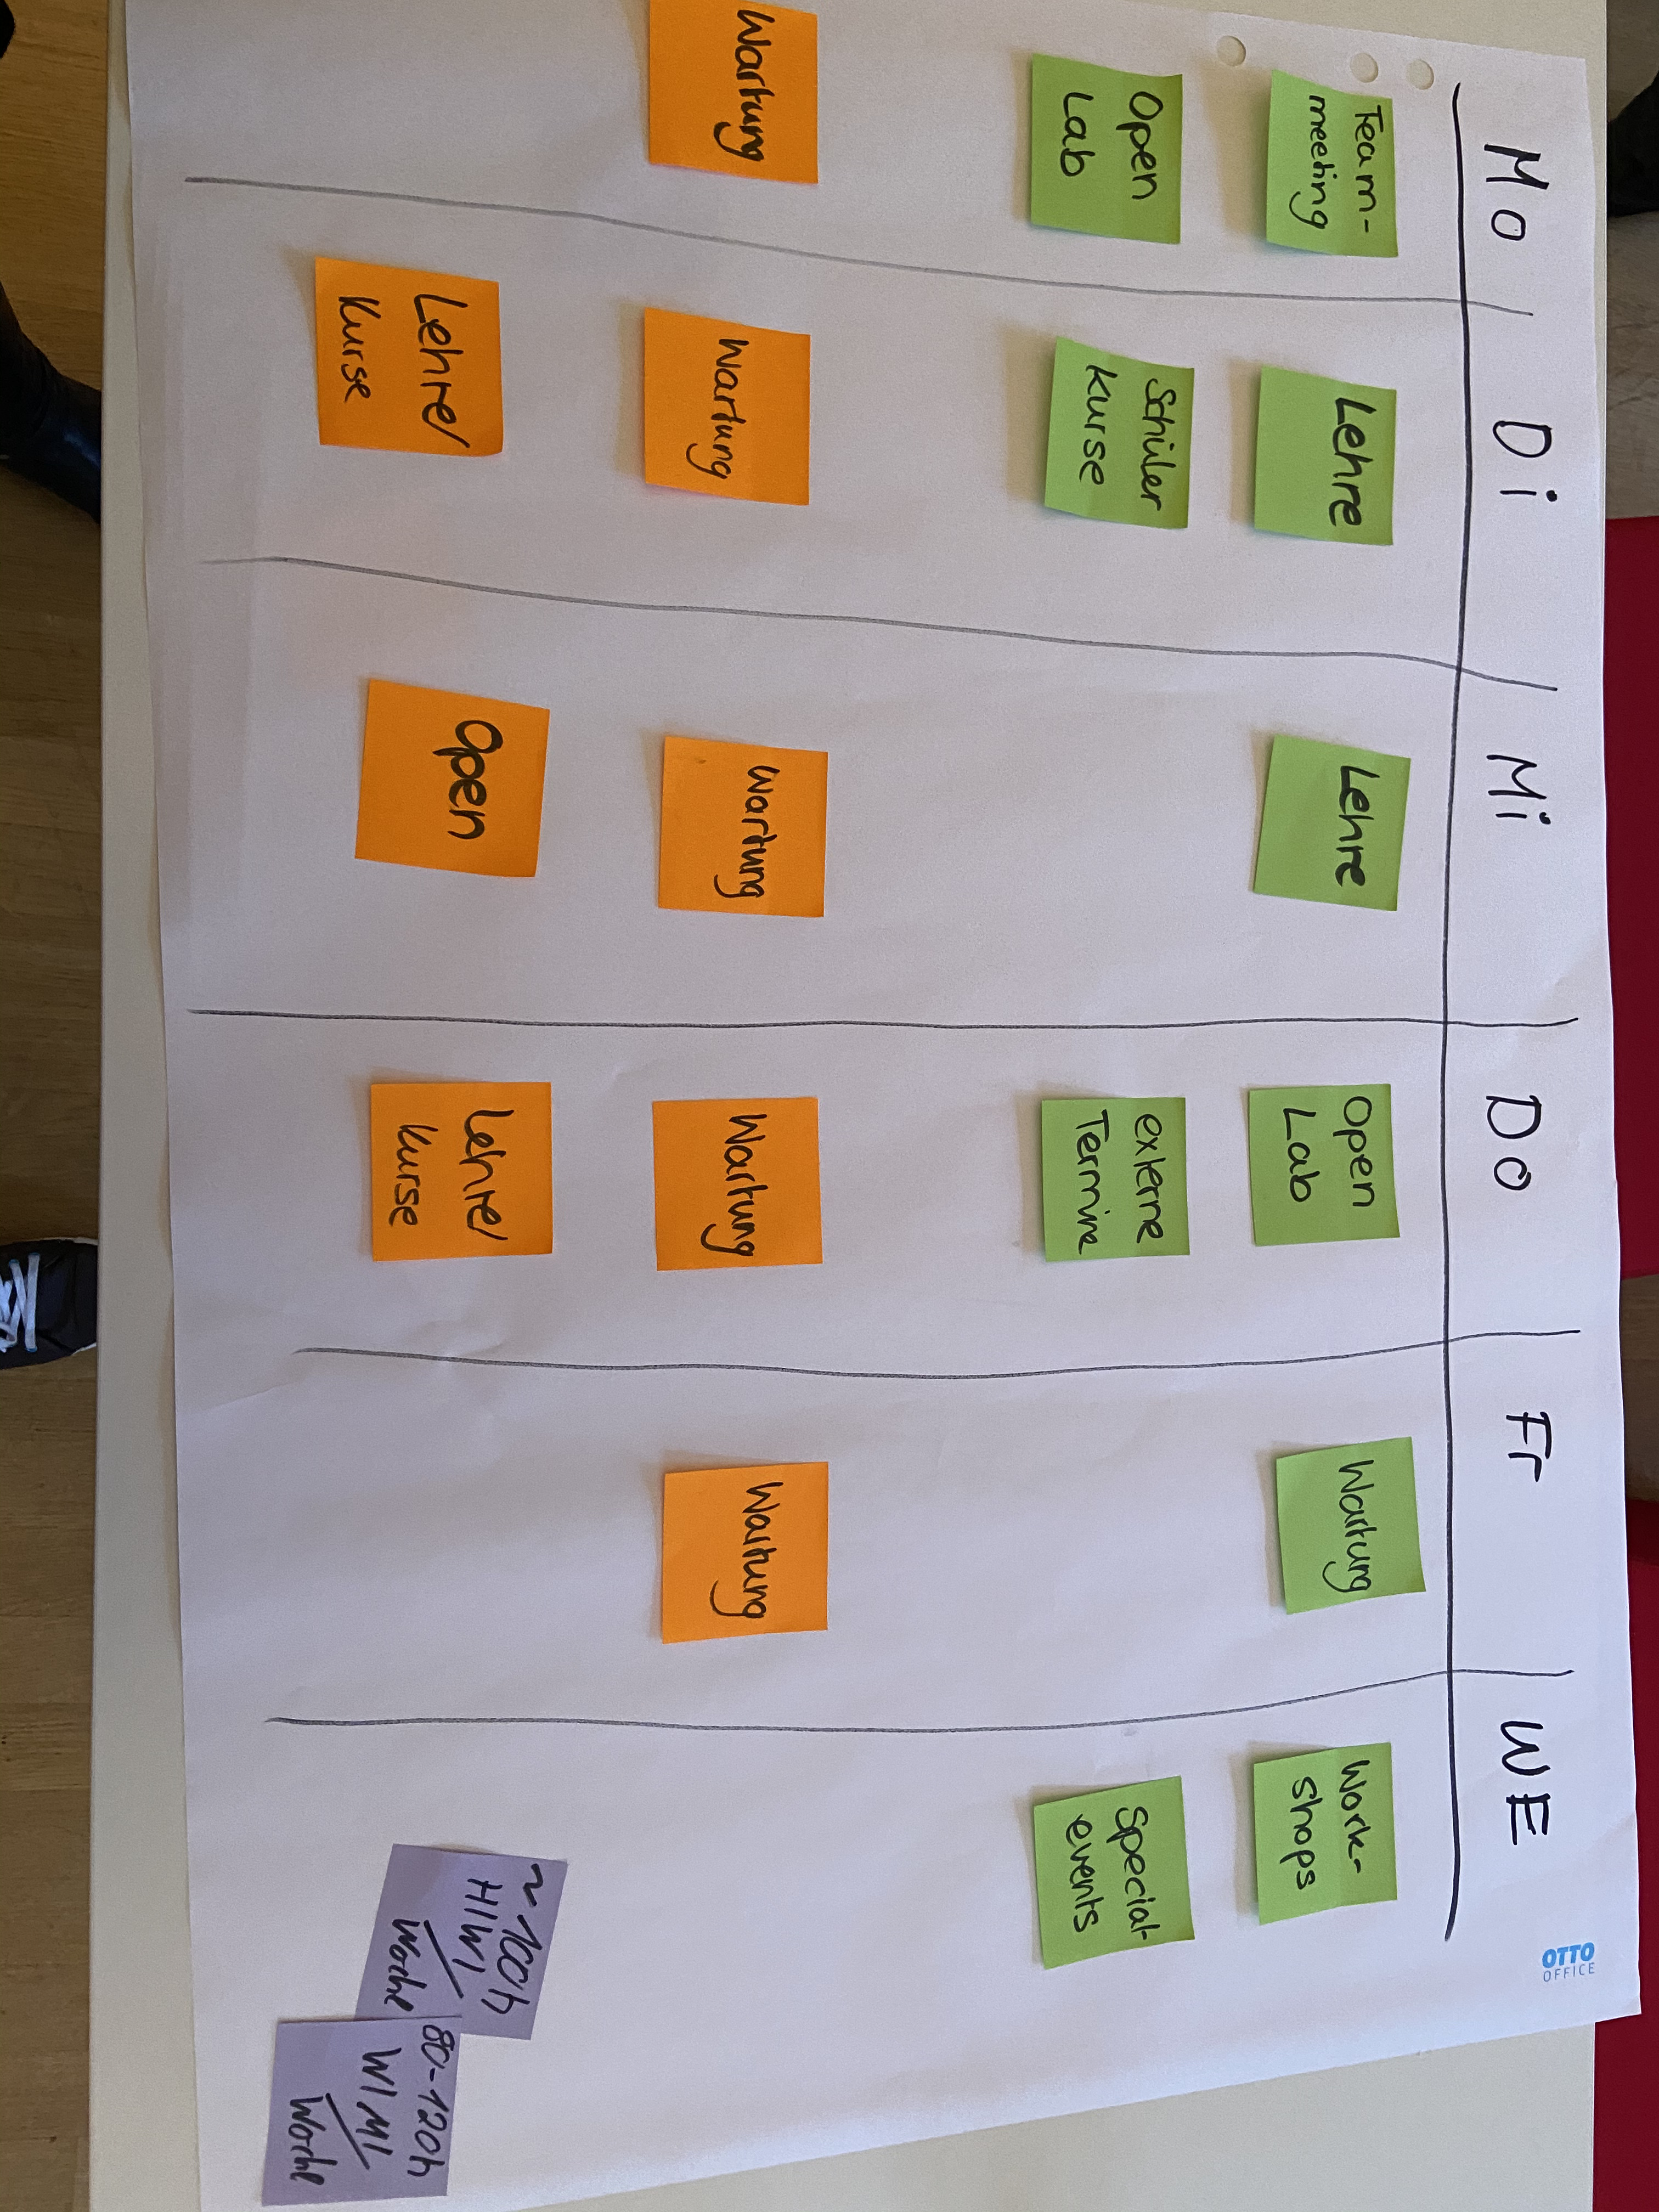 Mo Di Mi Do Fr WE
OTTO
OFFICE
Team-
meeting
Lehre
Lehre
Open
Lab
Wartung
Work-
shops
Open
Lab
Schüler
Kurse
externe
Termine
Special-
events
Wartung
Wartung
Wartung
Wartung
Wartung
Lehre/
Kurse
Open
Lehre/
Kurse
~ 100h
HIWI/
Woche
80-120h
WIMI/
Woche